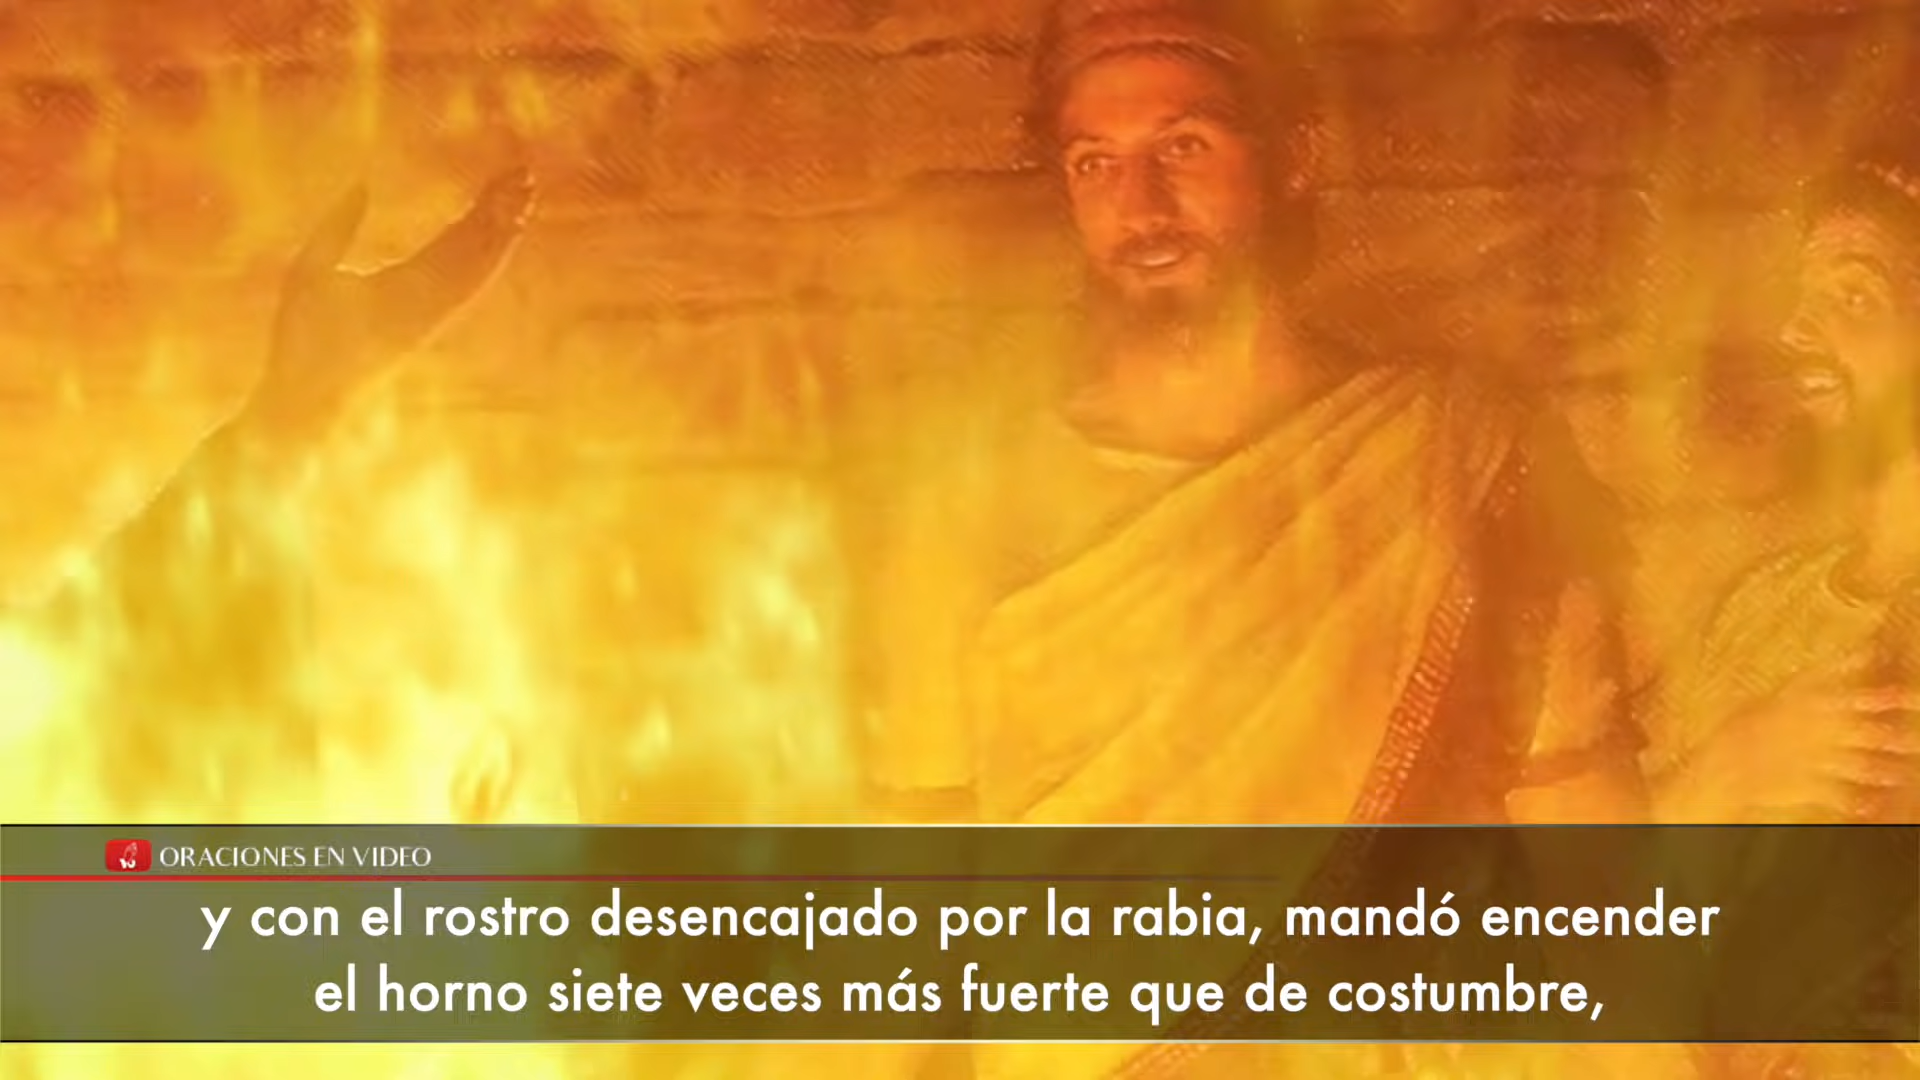 ORACIONES EN VIDEO
y con el rostro desencajado por la rabia, mandó encender
el horno siete veces más fuerte que de costumbre,